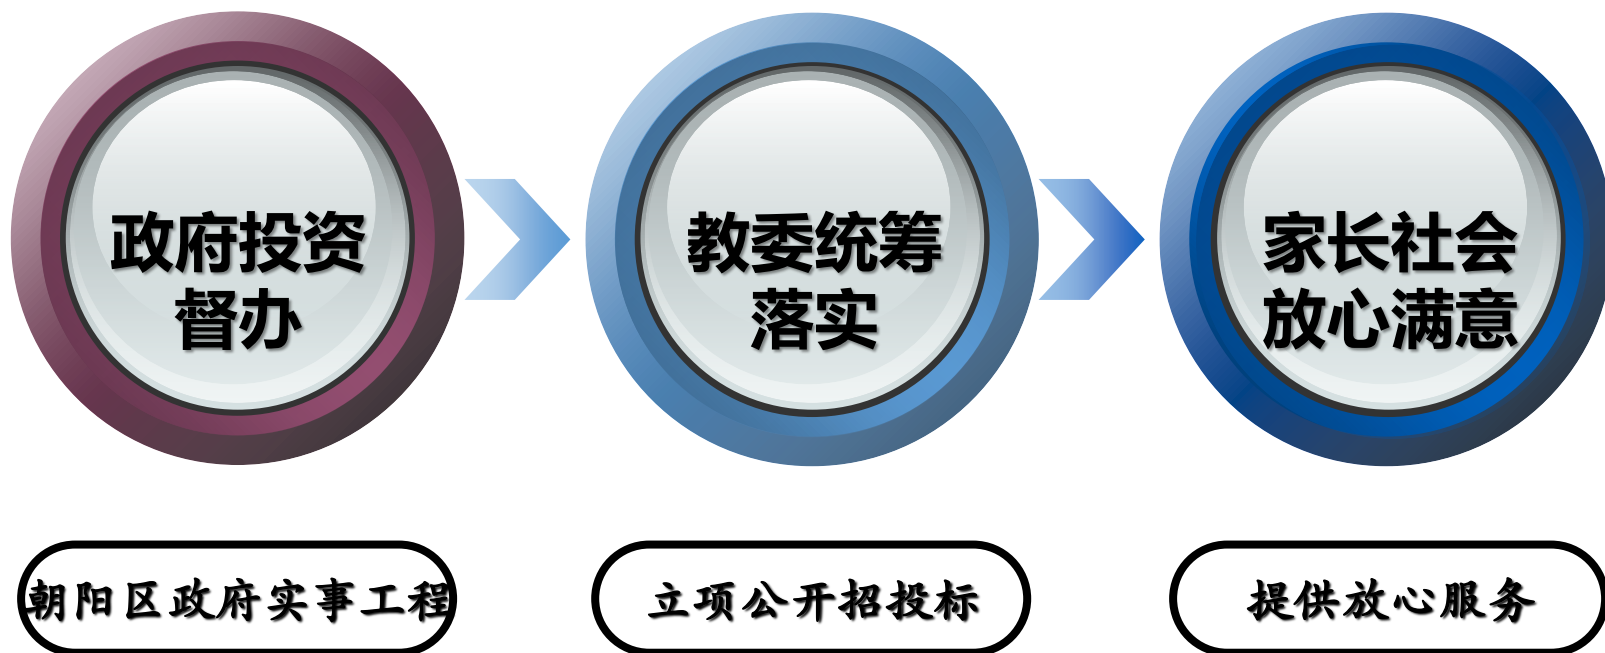 政府投资
督办
教委统筹
落实
家长社会
放心满意
朝阳区政府实事工程
立项公开招投标
提供放心服务